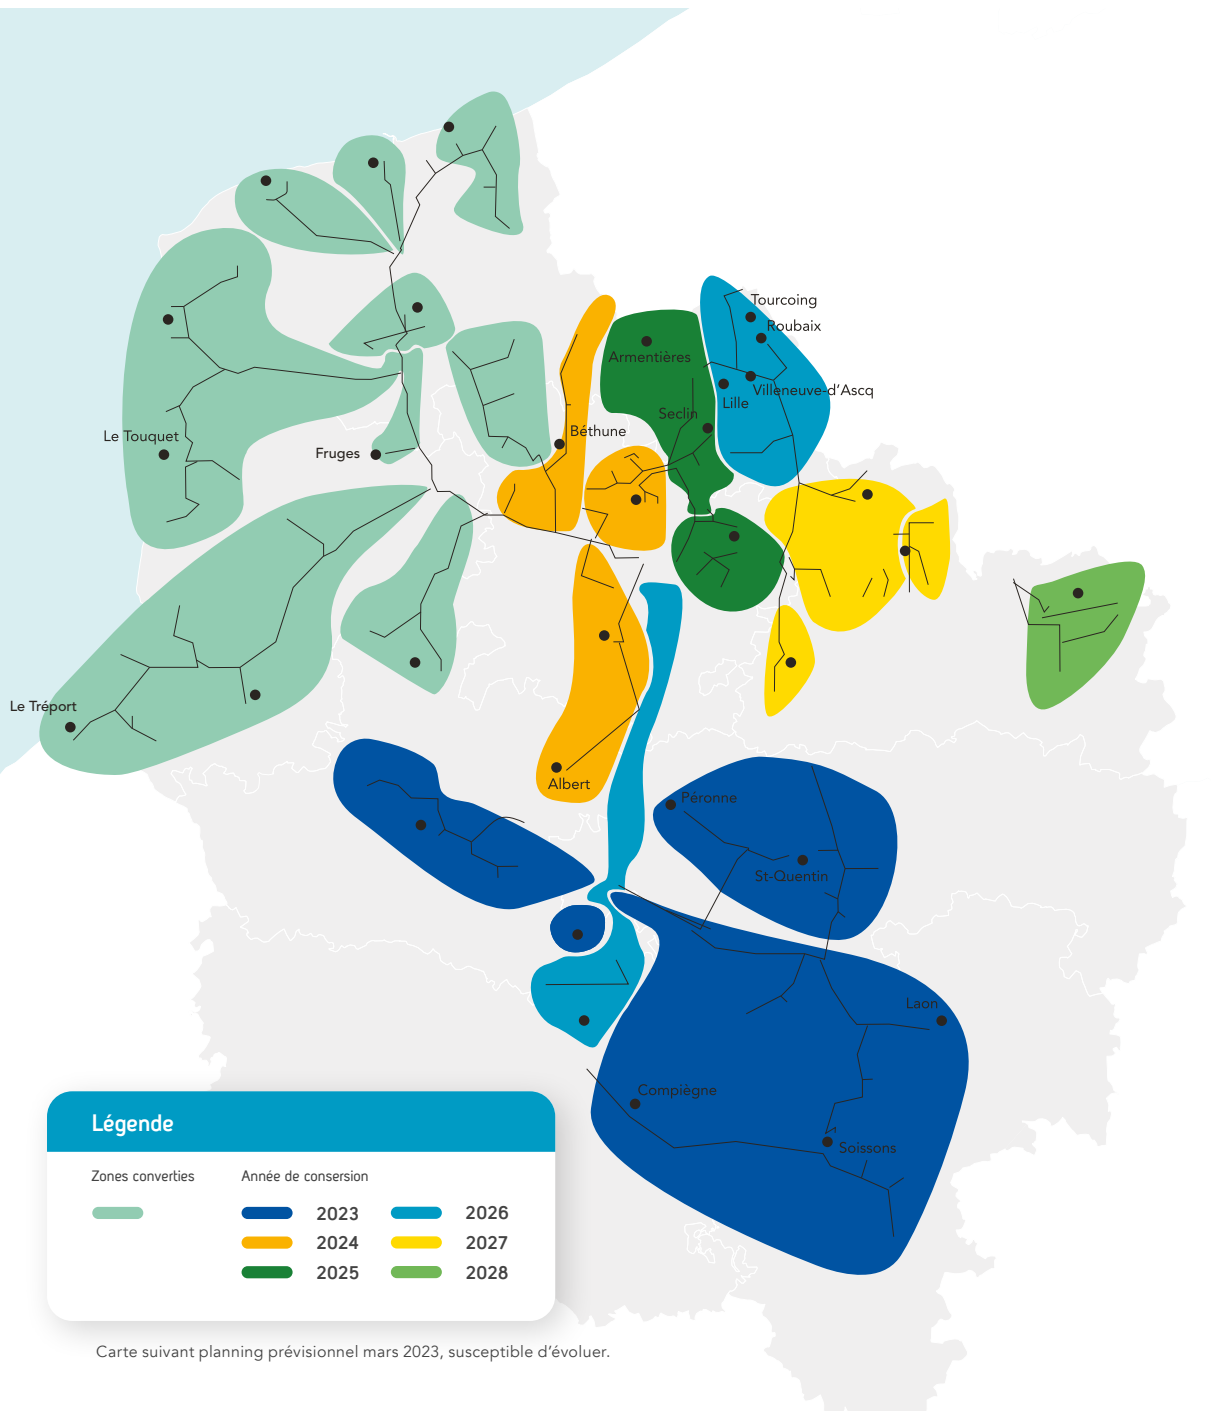 Tourcoing
Roubaix
Armentières
Villeneuve-d'Ascq
Lille
Seclin
Béthune
Le Touquet
Fruges
Le Tréport
Albert
Péronne
St-Quentin
Laon
Compiègne
Soissons
Légende
Zones converties
Année de consersion
2023
2026
2024
2027
2025
2028
Carte suivant planning prévisionnel mars 2023, susceptible d'évoluer.